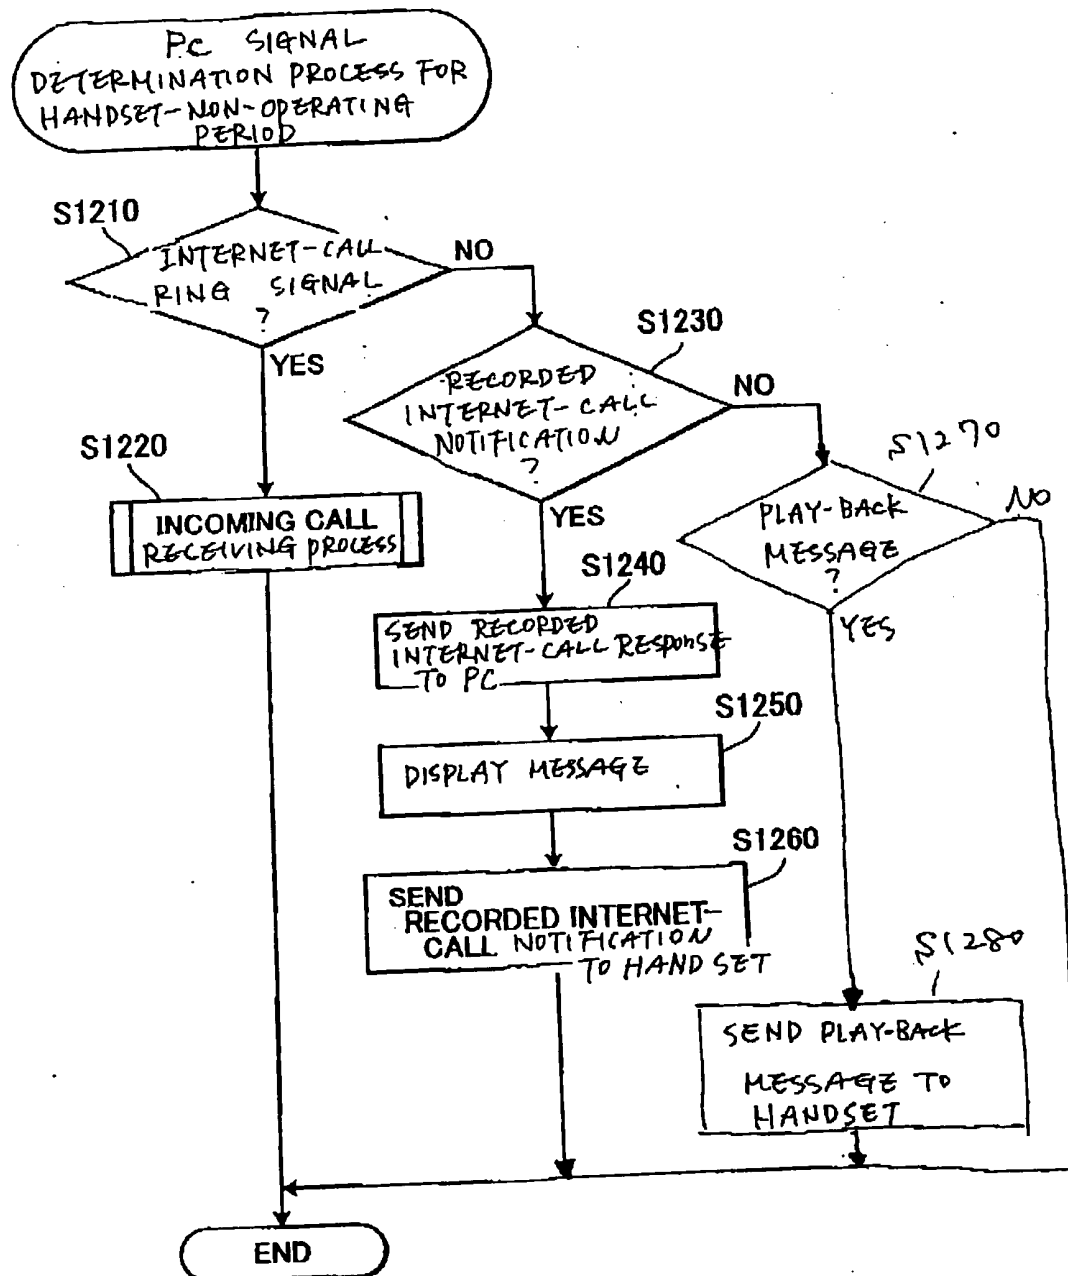 PC SIGNAL
DETERMINATION PROCESS FOR
HANDSET-NON-OPERATING
PERIOD
S1210
INTERNET-CALL
RING SIGNAL
?
NO
YES
S1230
RECORDED
INTERNET-CALL
NOTIFICATION
?
NO
YES
S1220
INCOMING CALL
RECEIVING PROCESS
S1270
PLAY-BACK
MESSAGE
?
NO
YES
S1240
SEND RECORDED
INTERNET-CALL RESPONSE
TO PC
S1250
DISPLAY MESSAGE
S1260
SEND
RECORDED INTERNET-
CALL NOTIFICATION
TO HANDSET
S1280
SEND PLAY-BACK
MESSAGE TO
HANDSET
END